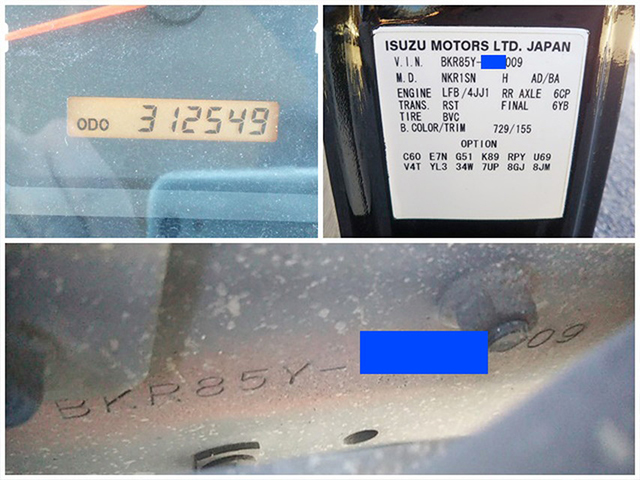 ODO 312549
ISUZU MOTORS LTD. JAPAN
V.I.N. BKR85Y- 009
M.D. NKR1SN H AD/BA
ENGINE LFB/4JJ1 RR AXLE 6CP
TRANS. RST FINAL 6YB
TIRE BVC
B.COLOR/TRIM 729/155
OPTION
C60 E7N G51 K89 RPY U69
V4T YL3 34W 7UP 8GJ 8JM
BKR85Y- 009